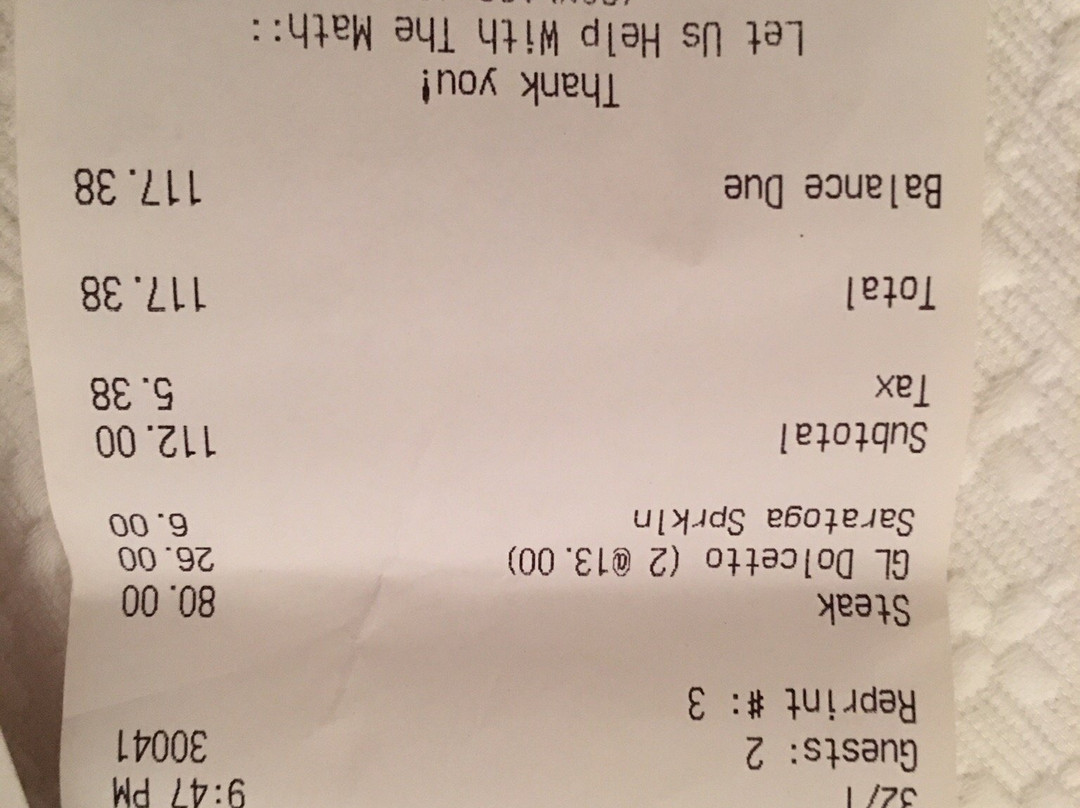 32/1 9:47 PM
Guests: 2 30041
Reprint #: 3
Steak 80.00
GL Dolcetto (2 @13.00) 26.00
Saratoga Sprkln 6.00
Subtotal 112.00
Tax 5.38
Total 117.38
Balance Due 117.38
Thank you!
Let Us Help With The Math::